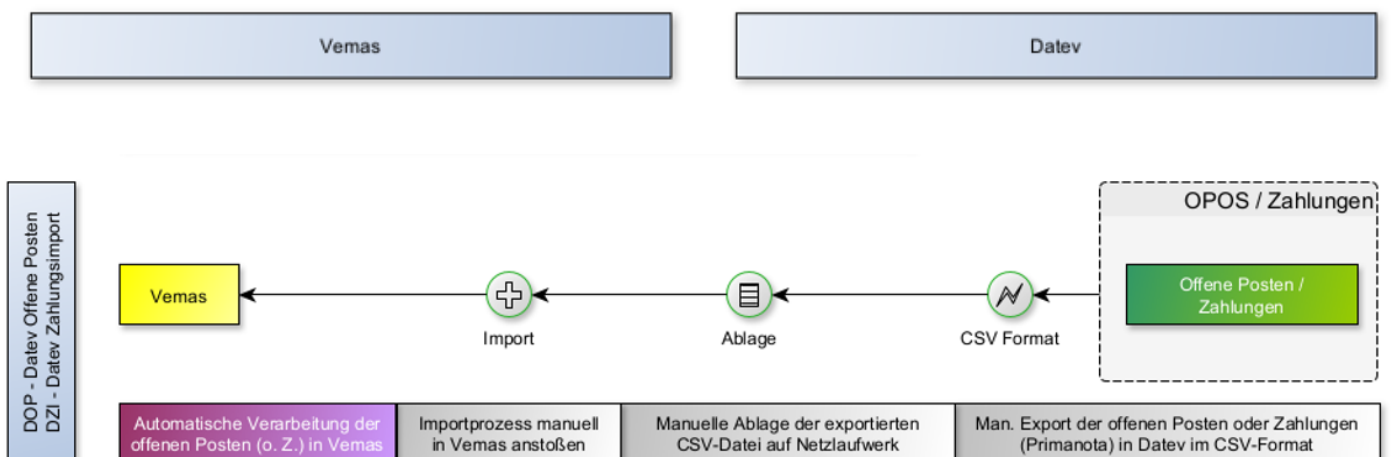 Vemas
Datev
DOP - Datev Offene Posten
DZI - Datev Zahlungsimport
OPOS / Zahlungen
Offene Posten /
Zahlungen
Vemas
Import
Ablage
CSV Format
Automatische Verarbeitung der
offenen Posten (o. Z.) in Vemas
Importprozess manuell
in Vemas anstoßen
Manuelle Ablage der exportierten
CSV-Datei auf Netzlaufwerk
Man. Export der offenen Posten oder Zahlungen
(Primanota) in Datev im CSV-Format